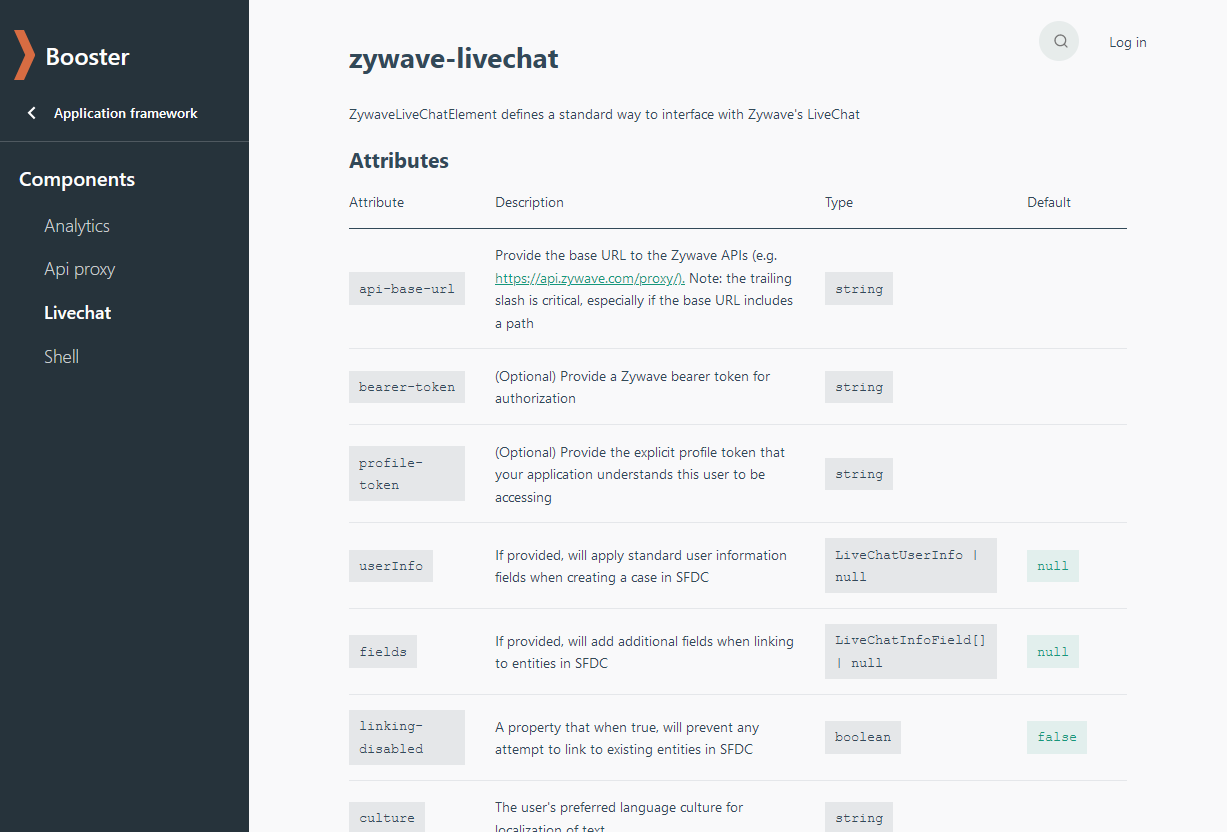 Booster
Application framework
Components
Analytics
Api proxy
Livechat
Shell
Log in
zywave-livechat
ZywaveLiveChatElement defines a standard way to interface with Zywave's LiveChat
Attributes
Attribute Description Type Default
api-base-url
Provide the base URL to the Zywave APIs (e.g.
https://api.zywave.com/proxy/). Note: the trailing
slash is critical, especially if the base URL includes
a path
string
bearer-token
(Optional) Provide a Zywave bearer token for
authorization
string
profile-
token
(Optional) Provide the explicit profile token that
your application understands this user to be
accessing
string
userInfo
If provided, will apply standard user information
fields when creating a case in SFDC
LiveChatUserInfo |
null
null
fields
If provided, will add additional fields when linking
to entities in SFDC
LiveChatInfoField[]
| null
null
linking-
disabled
A property that when true, will prevent any
attempt to link to existing entities in SFDC
boolean
false
culture
The user's preferred language culture for
localization of text
string